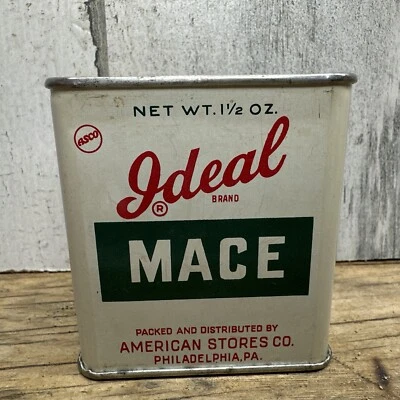 NET WT. 1½ OZ.
ASCO
Ideal
® BRAND
MACE
PACKED AND DISTRIBUTED BY
AMERICAN STORES CO.
PHILADELPHIA, PA.